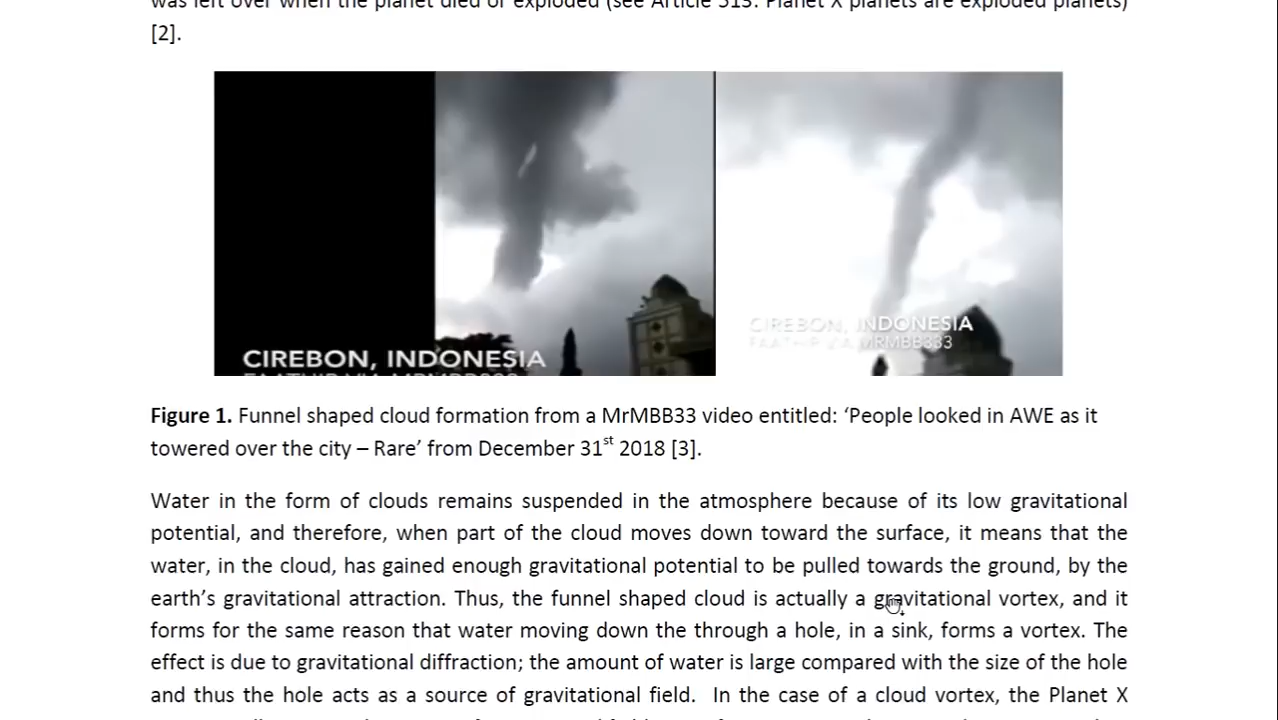 was left over when the planet died or exploded (see Article 513: Planet X planets are exploded planets)
[2].
CIREBON, INDONESIA
CIREBON, INDONESIA
FAATHIR VIA MRMBB333
Figure 1. Funnel shaped cloud formation from a MrMBB33 video entitled: ‘People looked in AWE as it
towered over the city – Rare’ from December 31st 2018 [3].
Water in the form of clouds remains suspended in the atmosphere because of its low gravitational
potential, and therefore, when part of the cloud moves down toward the surface, it means that the
water, in the cloud, has gained enough gravitational potential to be pulled towards the ground, by the
earth’s gravitational attraction. Thus, the funnel shaped cloud is actually a gravitational vortex, and it
forms for the same reason that water moving down the through a hole, in a sink, forms a vortex. The
effect is due to gravitational diffraction; the amount of water is large compared with the size of the hole
and thus the hole acts as a source of gravitational field. In the case of a cloud vortex, the Planet X